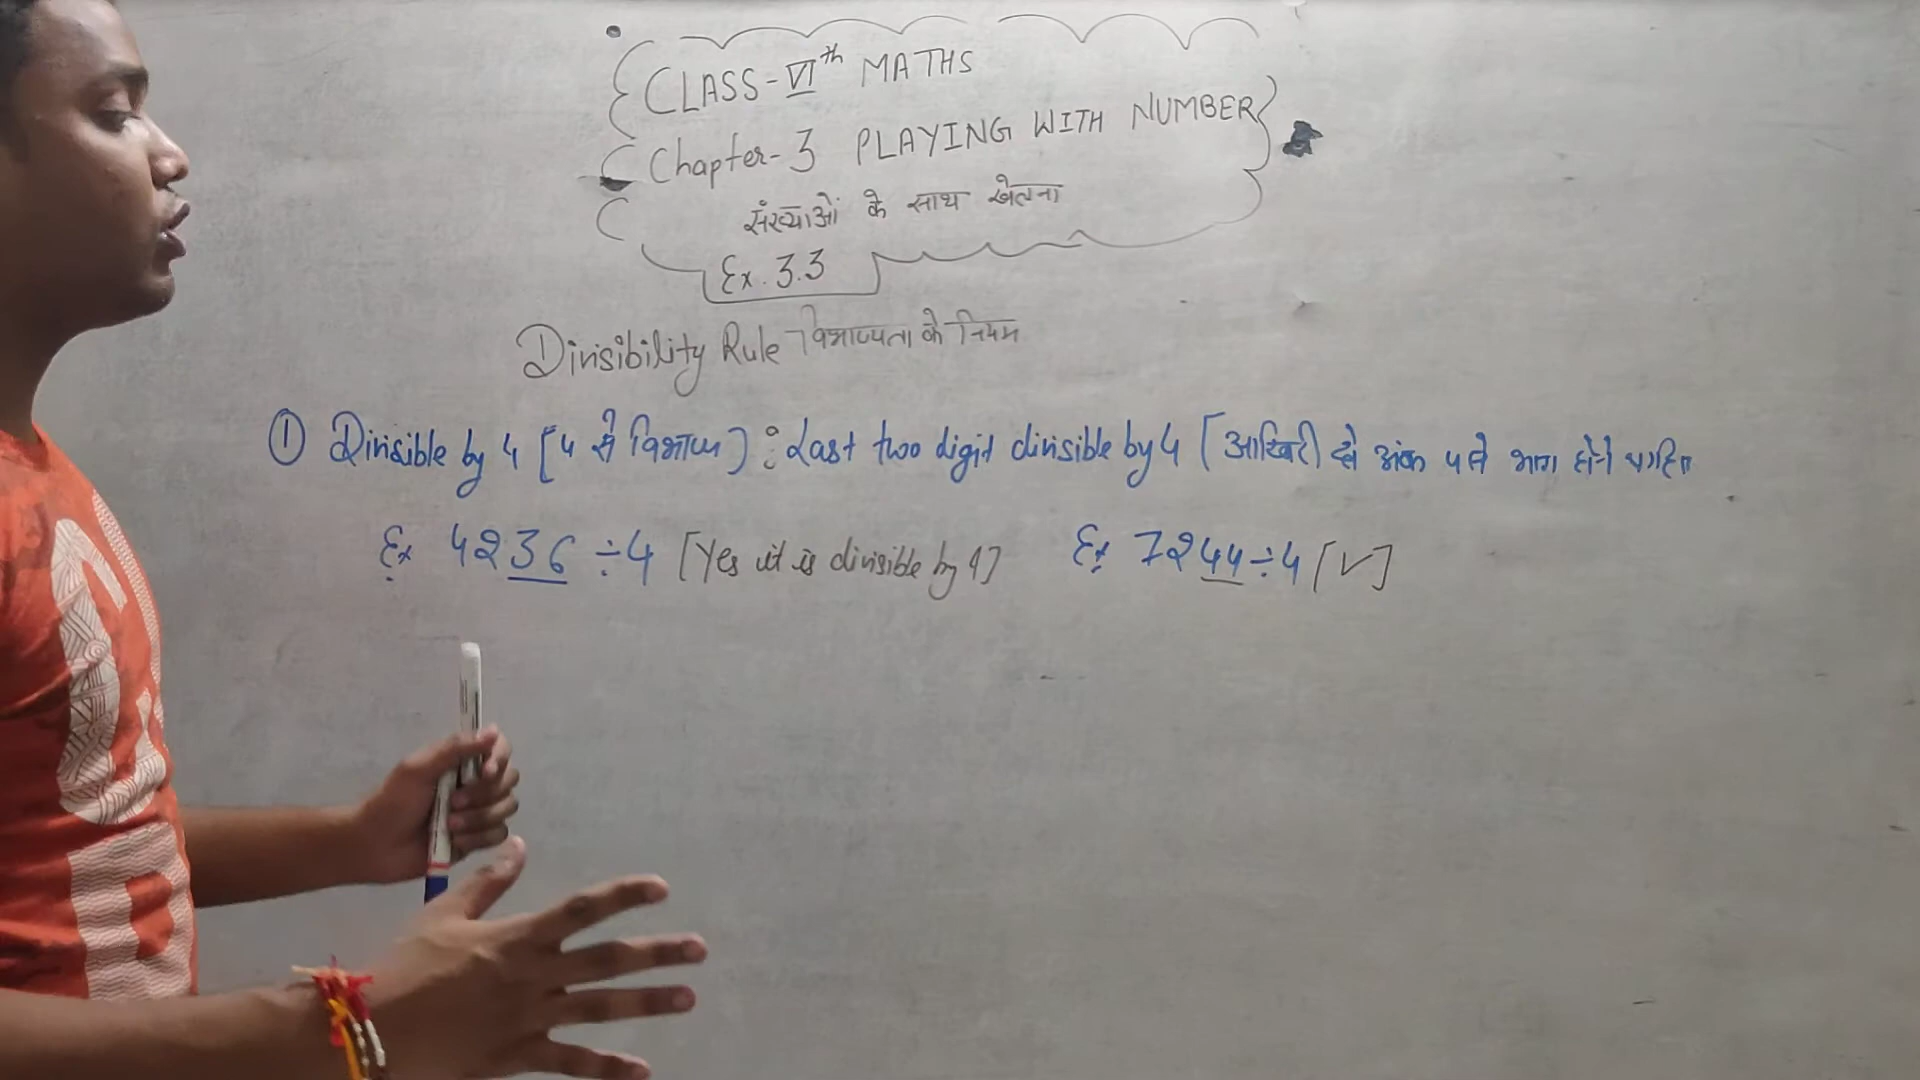 CLASS-VIth MATHS
Chapter-3 PLAYING WITH NUMBER
संख्याओं के साथ खेलना
Ex. 3.3
Divisibility Rule विभाज्यता के नियम
① Divisible by 4 [4 से विभाज्य] : Last two digit divisible by 4 [आखिरी दो अंक 4 से भाग होने चाहिए
Ex 4236 ÷ 4 [Yes it is divisible by 4] Ex 7244 ÷ 4 [✓]